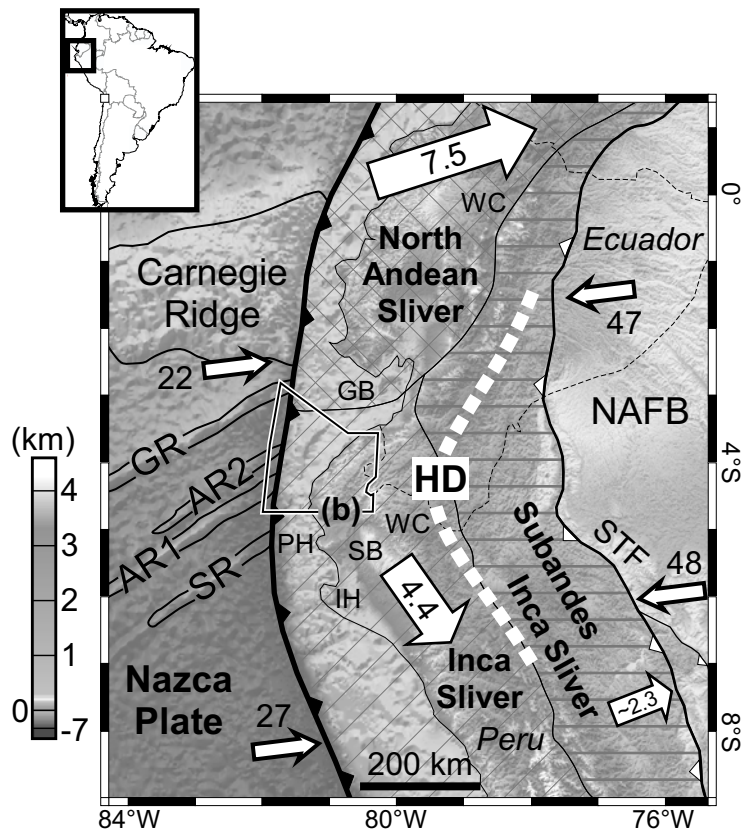 7.5
0°
WC
Ecuador
North
Andean
Sliver
Carnegie
Ridge
47
22
GB
NAFB
(km)
GR
4
AR2
HD
4°S
(b)
WC
3
PH
SB
STF
AR1
SR
48
2
IH
4.4
Subandes
Inca Sliver
1
Inca
Sliver
Nazca
Plate
~2.3
0
-7
27
Peru
8°S
200 km
84°W
80°W
76°W